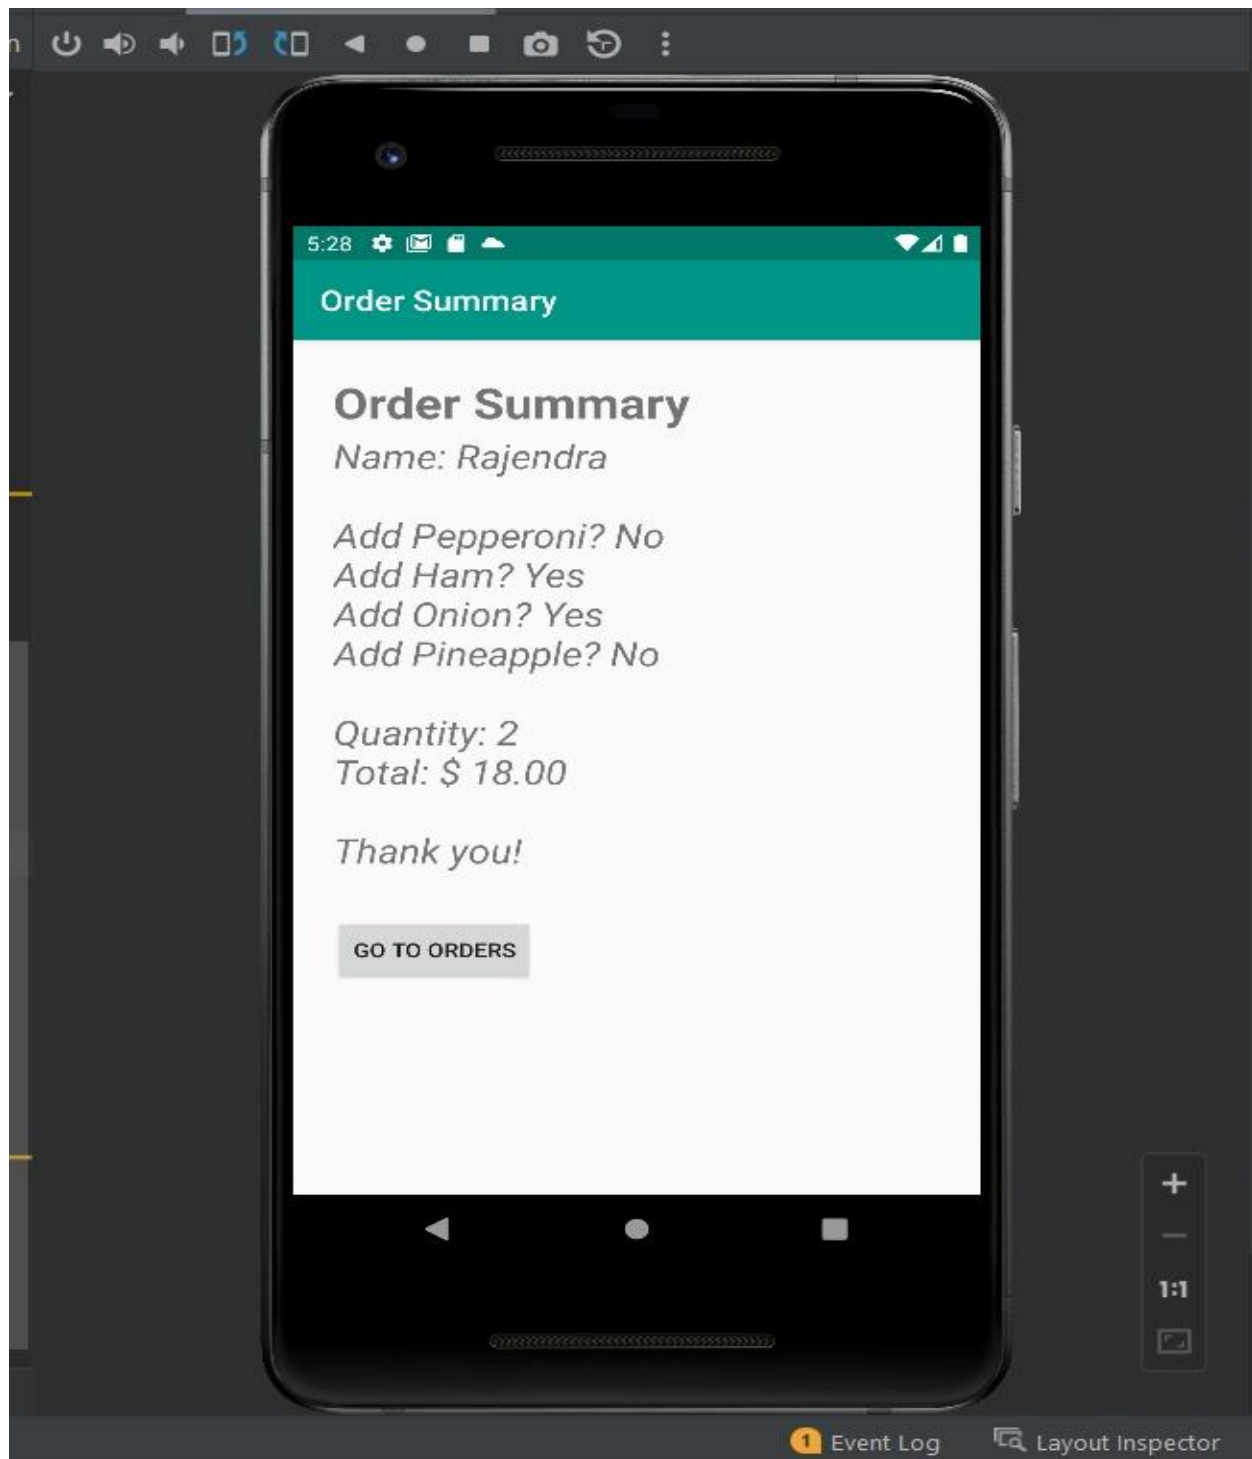 n
5:28
Order Summary
Order Summary
Name: Rajendra
Add Pepperoni? No
Add Ham? Yes
Add Onion? Yes
Add Pineapple? No
Quantity: 2
Total: $ 18.00
Thank you!
GO TO ORDERS
1:1
1 Event Log Layout Inspector